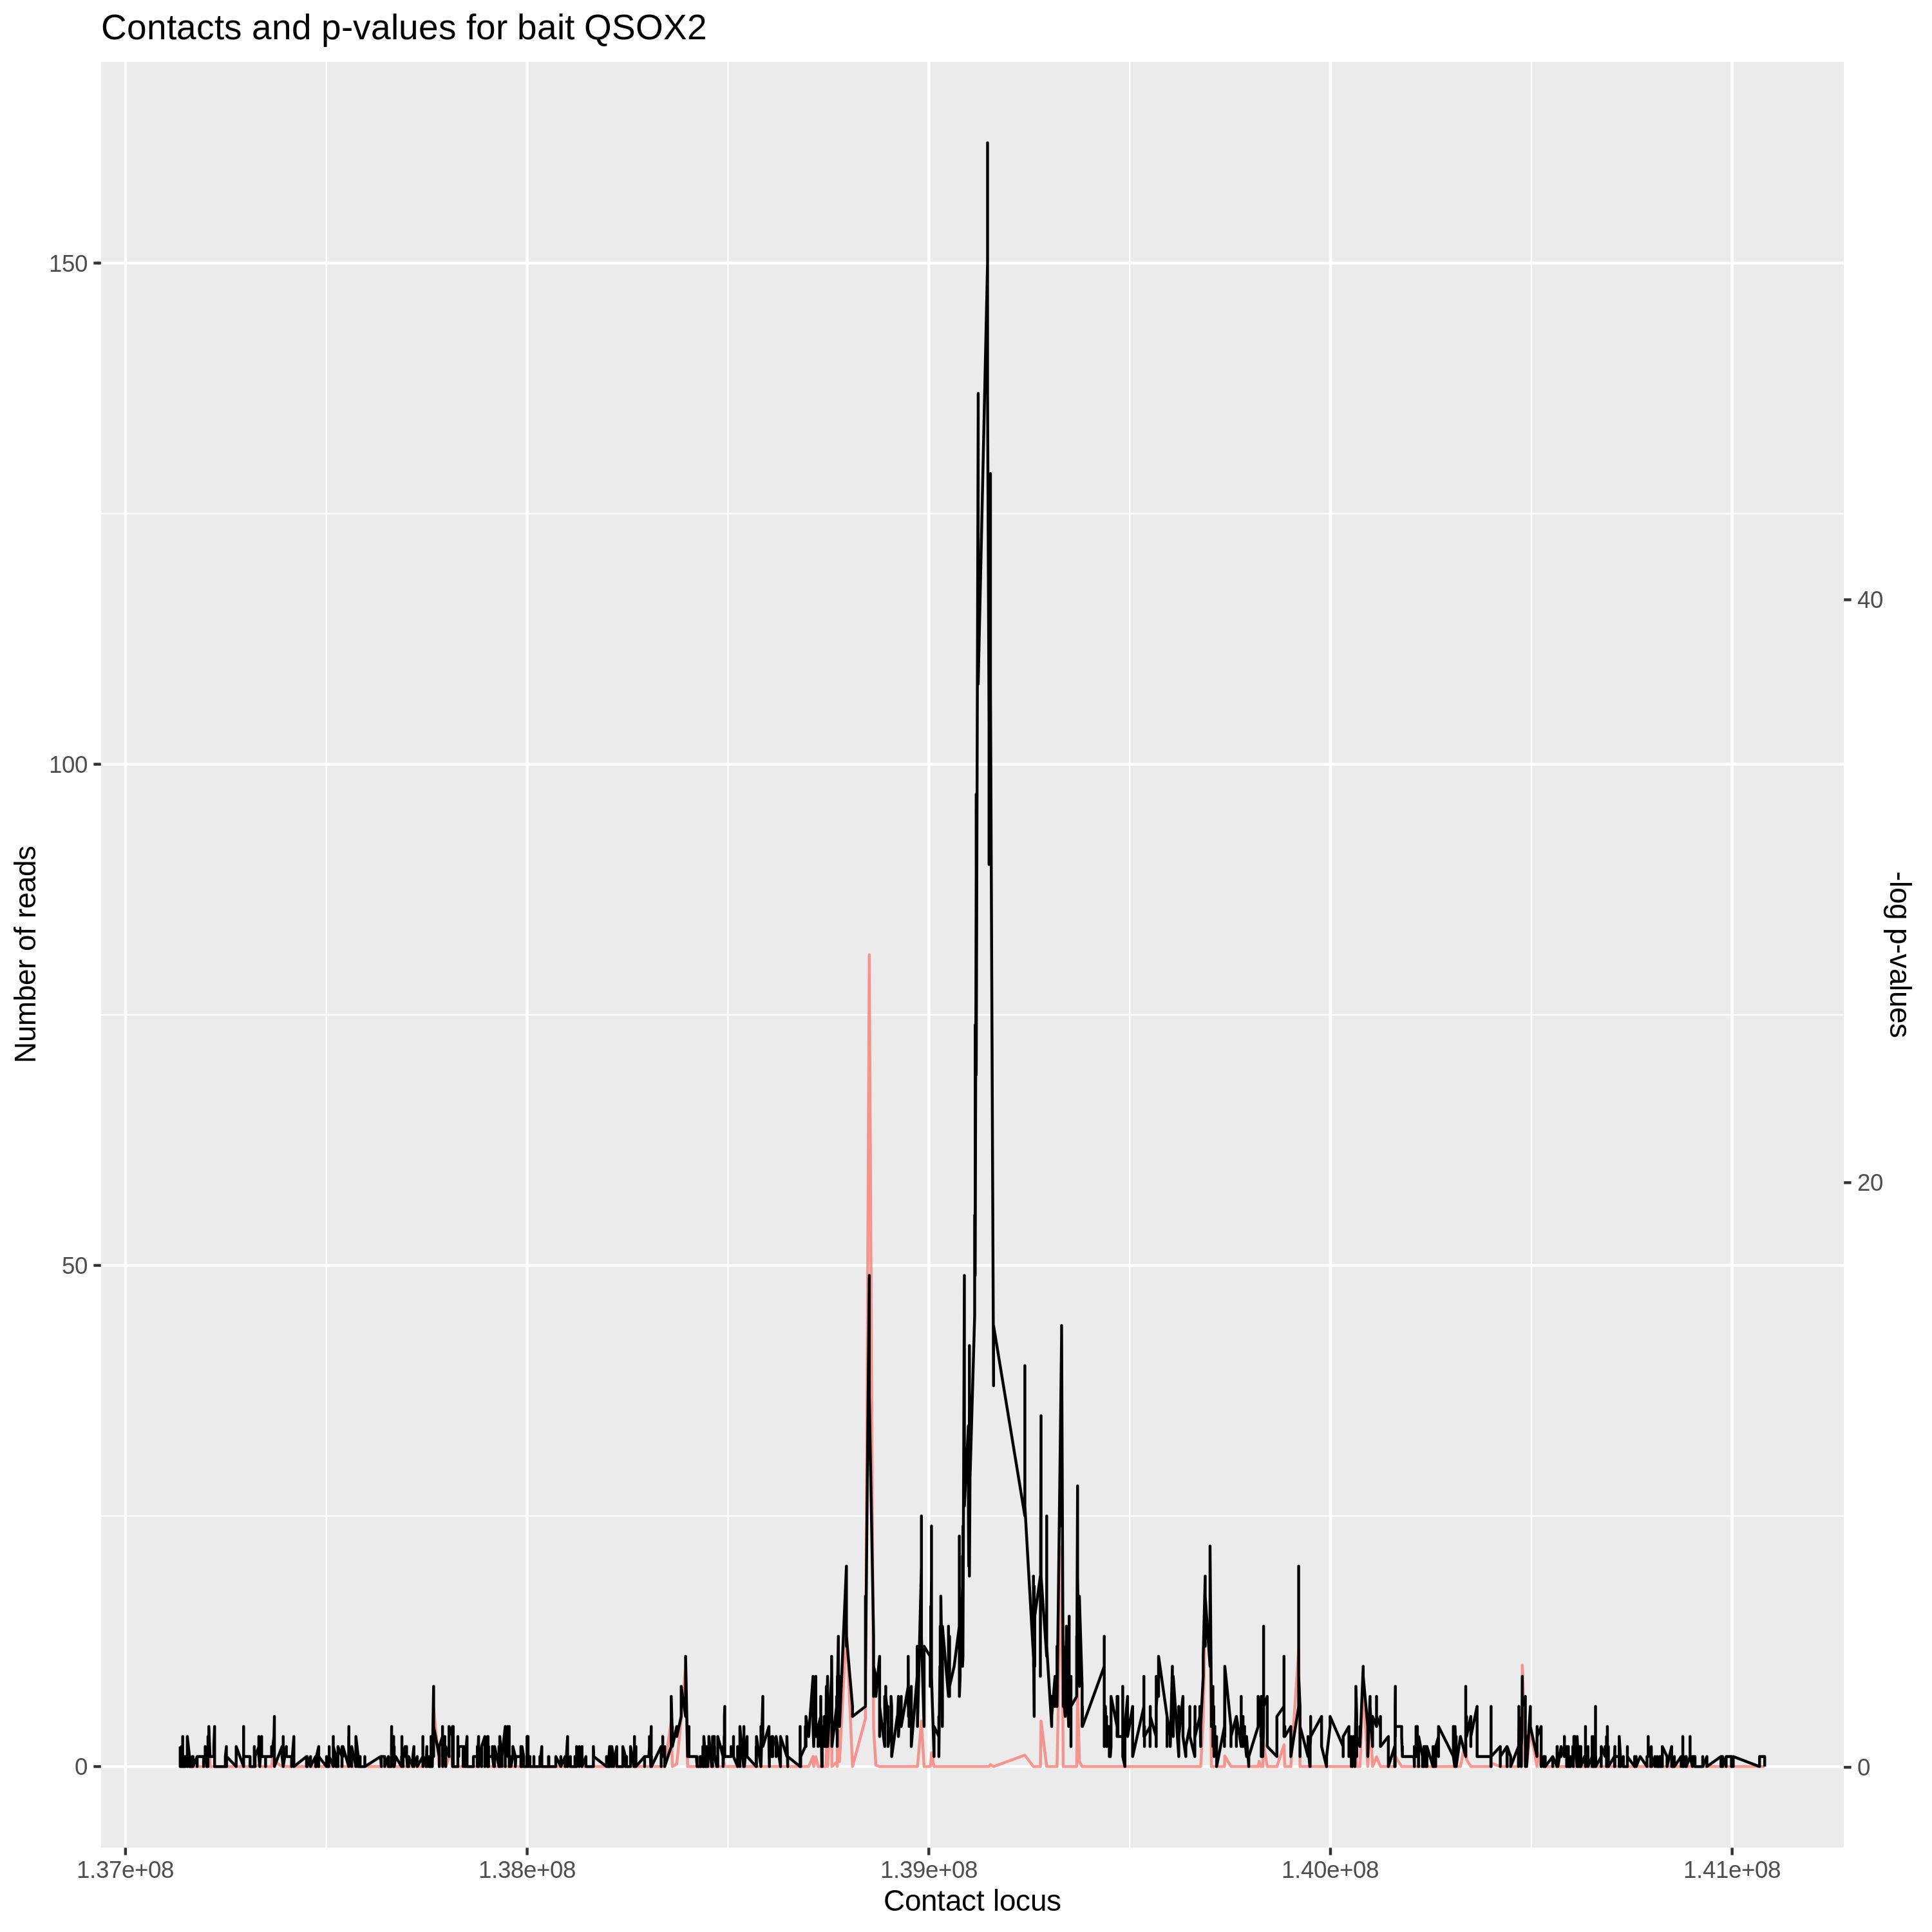 Contacts and p-values for bait QSOX2
150
100
50
0
Number of reads
40
20
0
-log p-values
1.37e+08
1.38e+08
1.39e+08
1.40e+08
1.41e+08
Contact locus